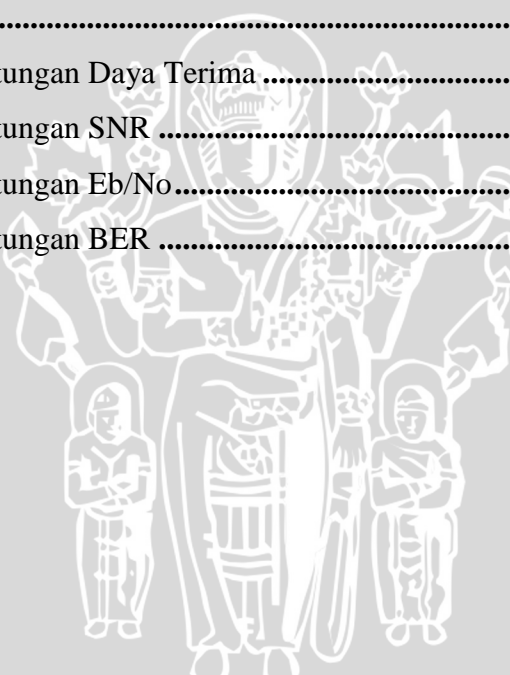 ................................................
tungan Daya Terima................................
tungan SNR ..........................................
tungan Eb/No........................................
tungan BER ..........................................